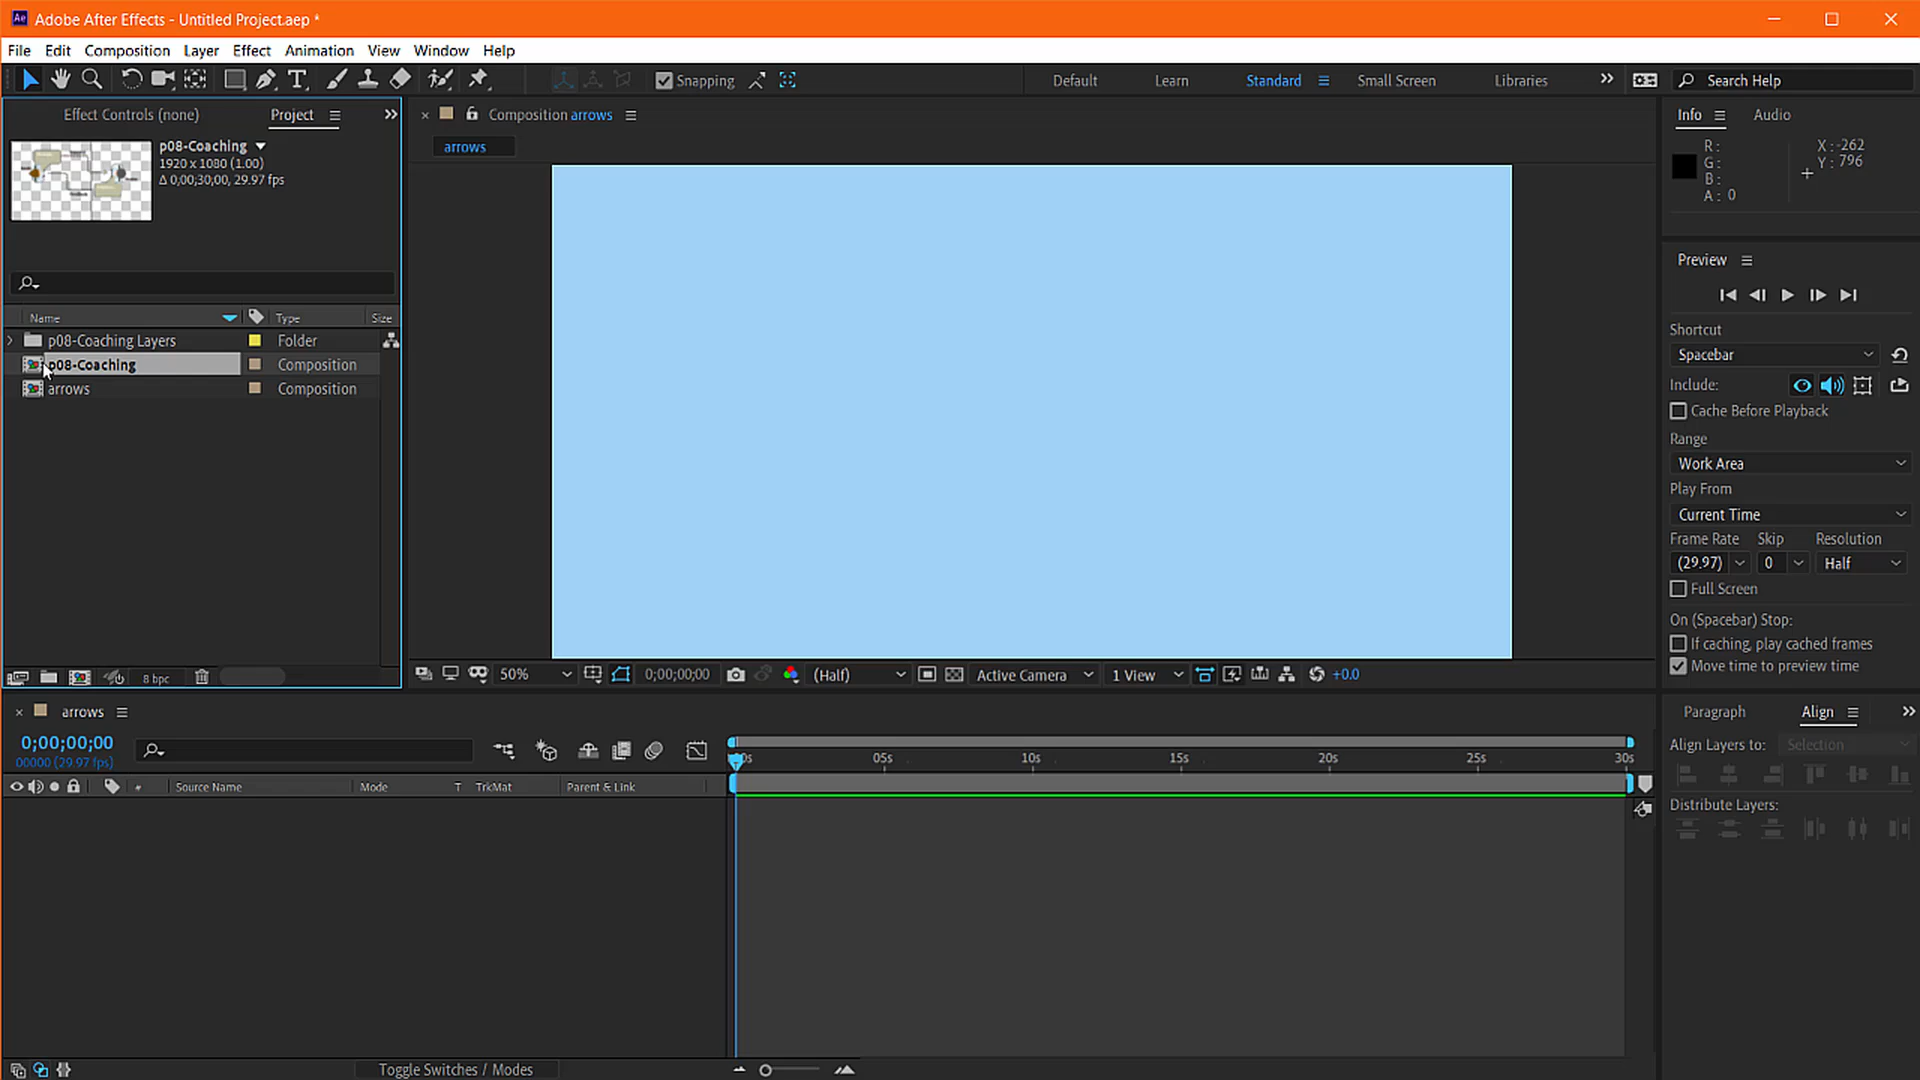 Adobe After Effects - Untitled Project.aep *
File Edit Composition Layer Effect Animation View Window Help
Snapping Default Learn Standard Small Screen Libraries Search Help
Effect Controls (none) Project
p08-Coaching
1920 x 1080 (1.00)
Δ 0;00;30;00, 29.97 fps
Name Type Size
p08-Coaching Layers Folder
p08-Coaching Composition
arrows Composition
8 bpc
Composition arrows
arrows
50% 0;00;00;00 (Half) Active Camera 1 View +0.0
Info Audio
R :
G :
B :
A : 0
X : -262
Y : 796
Preview
Shortcut
Spacebar
Include:
Cache Before Playback
Range
Work Area
Play From
Current Time
Frame Rate Skip Resolution
(29.97) 0 Half
Full Screen
On (Spacebar) Stop:
If caching, play cached frames
Move time to preview time
arrows
0;00;00;00
00000 (29.97 fps)
Source Name Mode T TrkMat Parent & Link
05s 10s 15s 20s 25s 30s
Toggle Switches / Modes
Paragraph Align
Align Layers to: Selection
Distribute Layers: